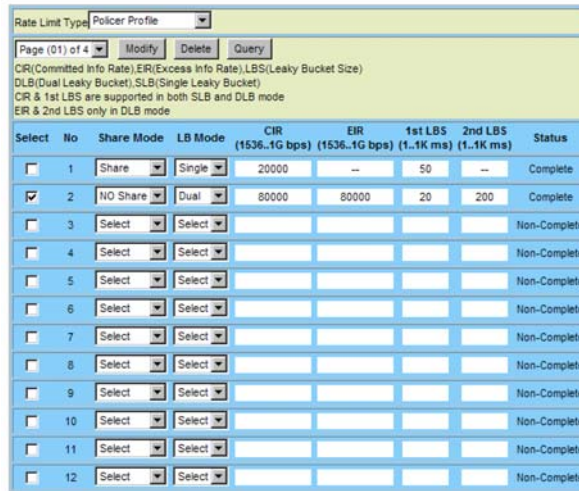 Rate Limit Type Policer Profile
Page (01) of 4 Modify Delete Query
CIR(Committed Info Rate),EIR(Excess Info Rate),LBS(Leaky Bucket Size)
DLB(Dual Leaky Bucket),SLB(Single Leaky Bucket)
CIR & 1st LBS are supported in both SLB and DLB mode
EIR & 2nd LBS only in DLB mode
Select No Share Mode LB Mode CIR EIR 1st LBS 2nd LBS Status
(1536..1G bps) (1536..1G bps) (1..1K ms) (1..1K ms)
1 Share Single 20000 -- 50 -- Complete
2 NO Share Dual 80000 80000 20 200 Complete
3 Select Select Non-Complete
4 Select Select Non-Complete
5 Select Select Non-Complete
6 Select Select Non-Complete
7 Select Select Non-Complete
8 Select Select Non-Complete
9 Select Select Non-Complete
10 Select Select Non-Complete
11 Select Select Non-Complete
12 Select Select Non-Complete